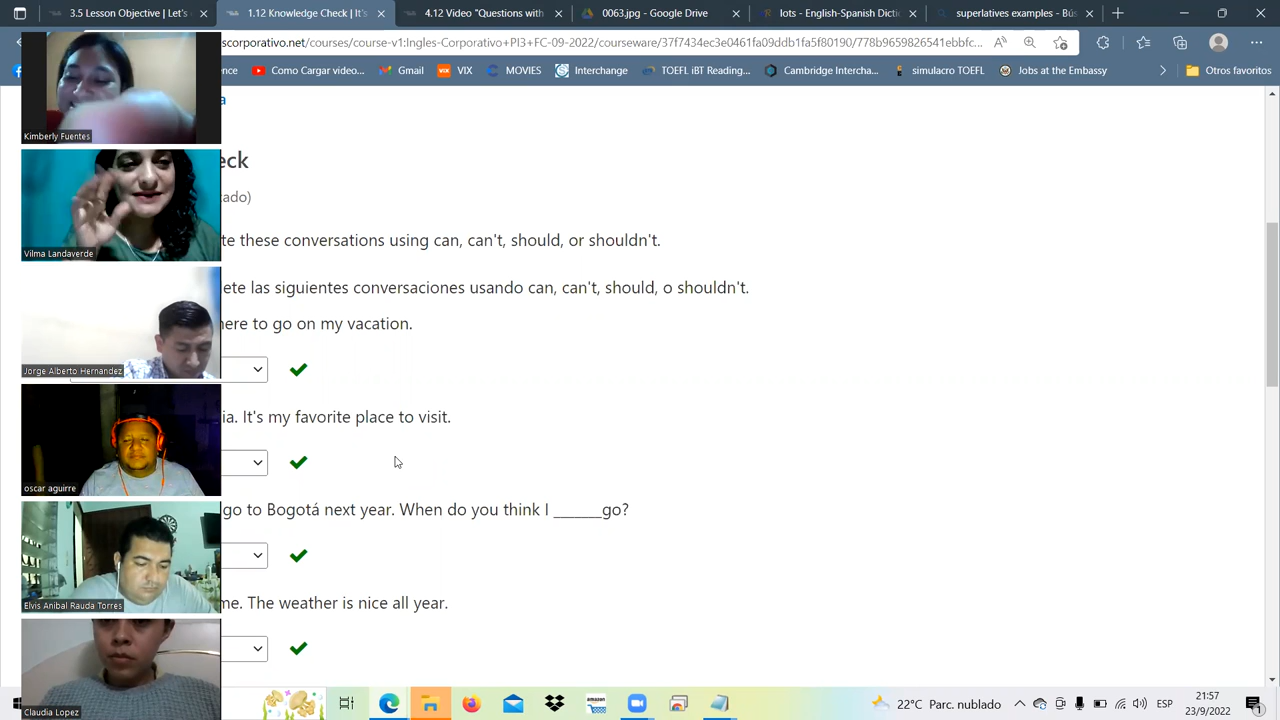 3.5 Lesson Objective | Let's
1.12 Knowledge Check | It's
4.12 Video "Questions with
0063.jpg - Google Drive
lo - English-Spanish Dictio
superlatives examples - Bús
scorporativo.net/courses/course-v1:Ingles-Corporativo+Pl3+FC-09-2022/courseware/37f7434ec3e0461fa09ddb1fa5f80190/778b9659826541ebbfc...
Como Cargar vídeo...
Gmail
VIX
MOVIES
Interchange
TOEFL iBT Reading...
Cambridge Intercha...
simulacro TOEFL
Jobs at the Embassy
Otros favoritos
Kimberly Fuentes
eck
ado)
Vilma Landaverde
te these conversations using can, can't, should, or shouldn't.
ete las siguientes conversaciones usando can, can't, should, o shouldn't.
here to go on my vacation.
Jorge Alberto Hernandez
ia. It's my favorite place to visit.
oscar aguirre
go to Bogotá next year. When do you think I ______go?
Elvis Anibal Rauda Torres
me. The weather is nice all year.
Claudia Lopez
22°C Parc. nublado
ESP
21:57
23/9/2022